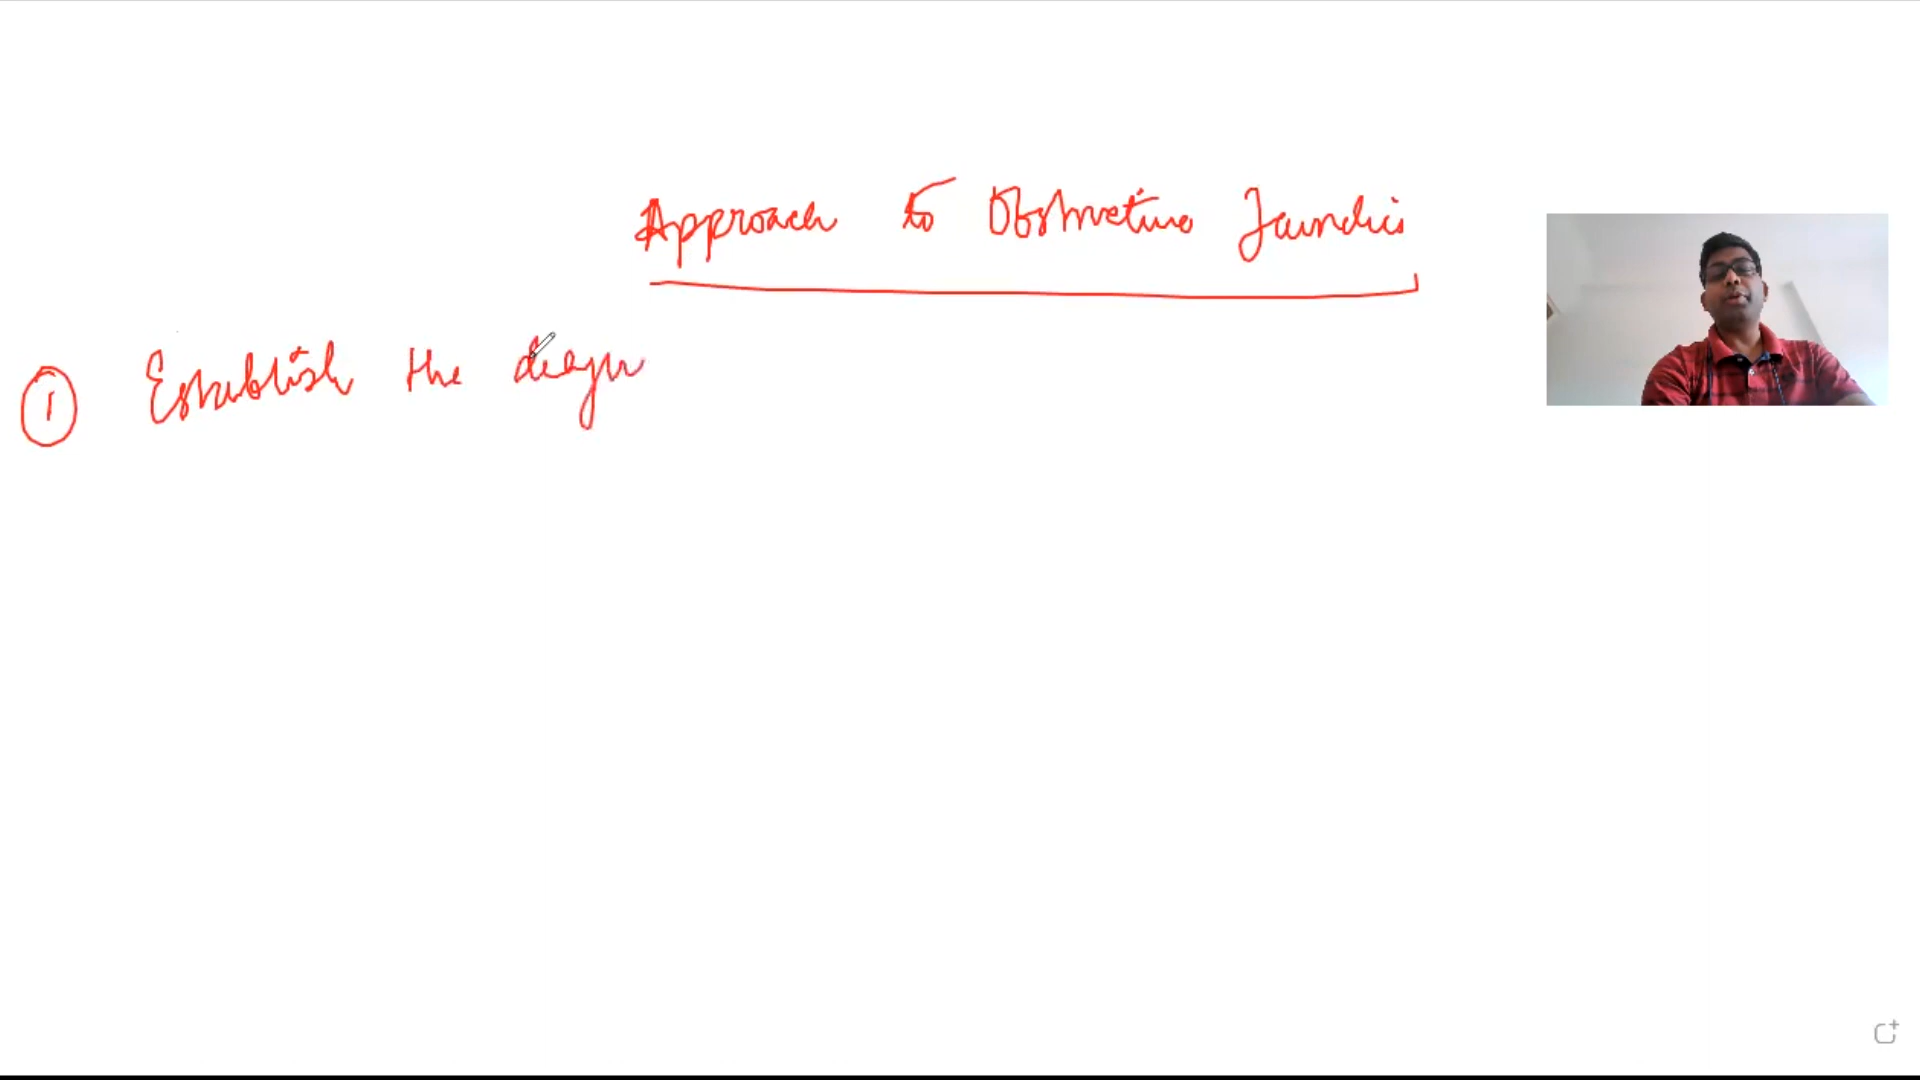 Approach to Obstructive Jaundice
① Establish the diagn